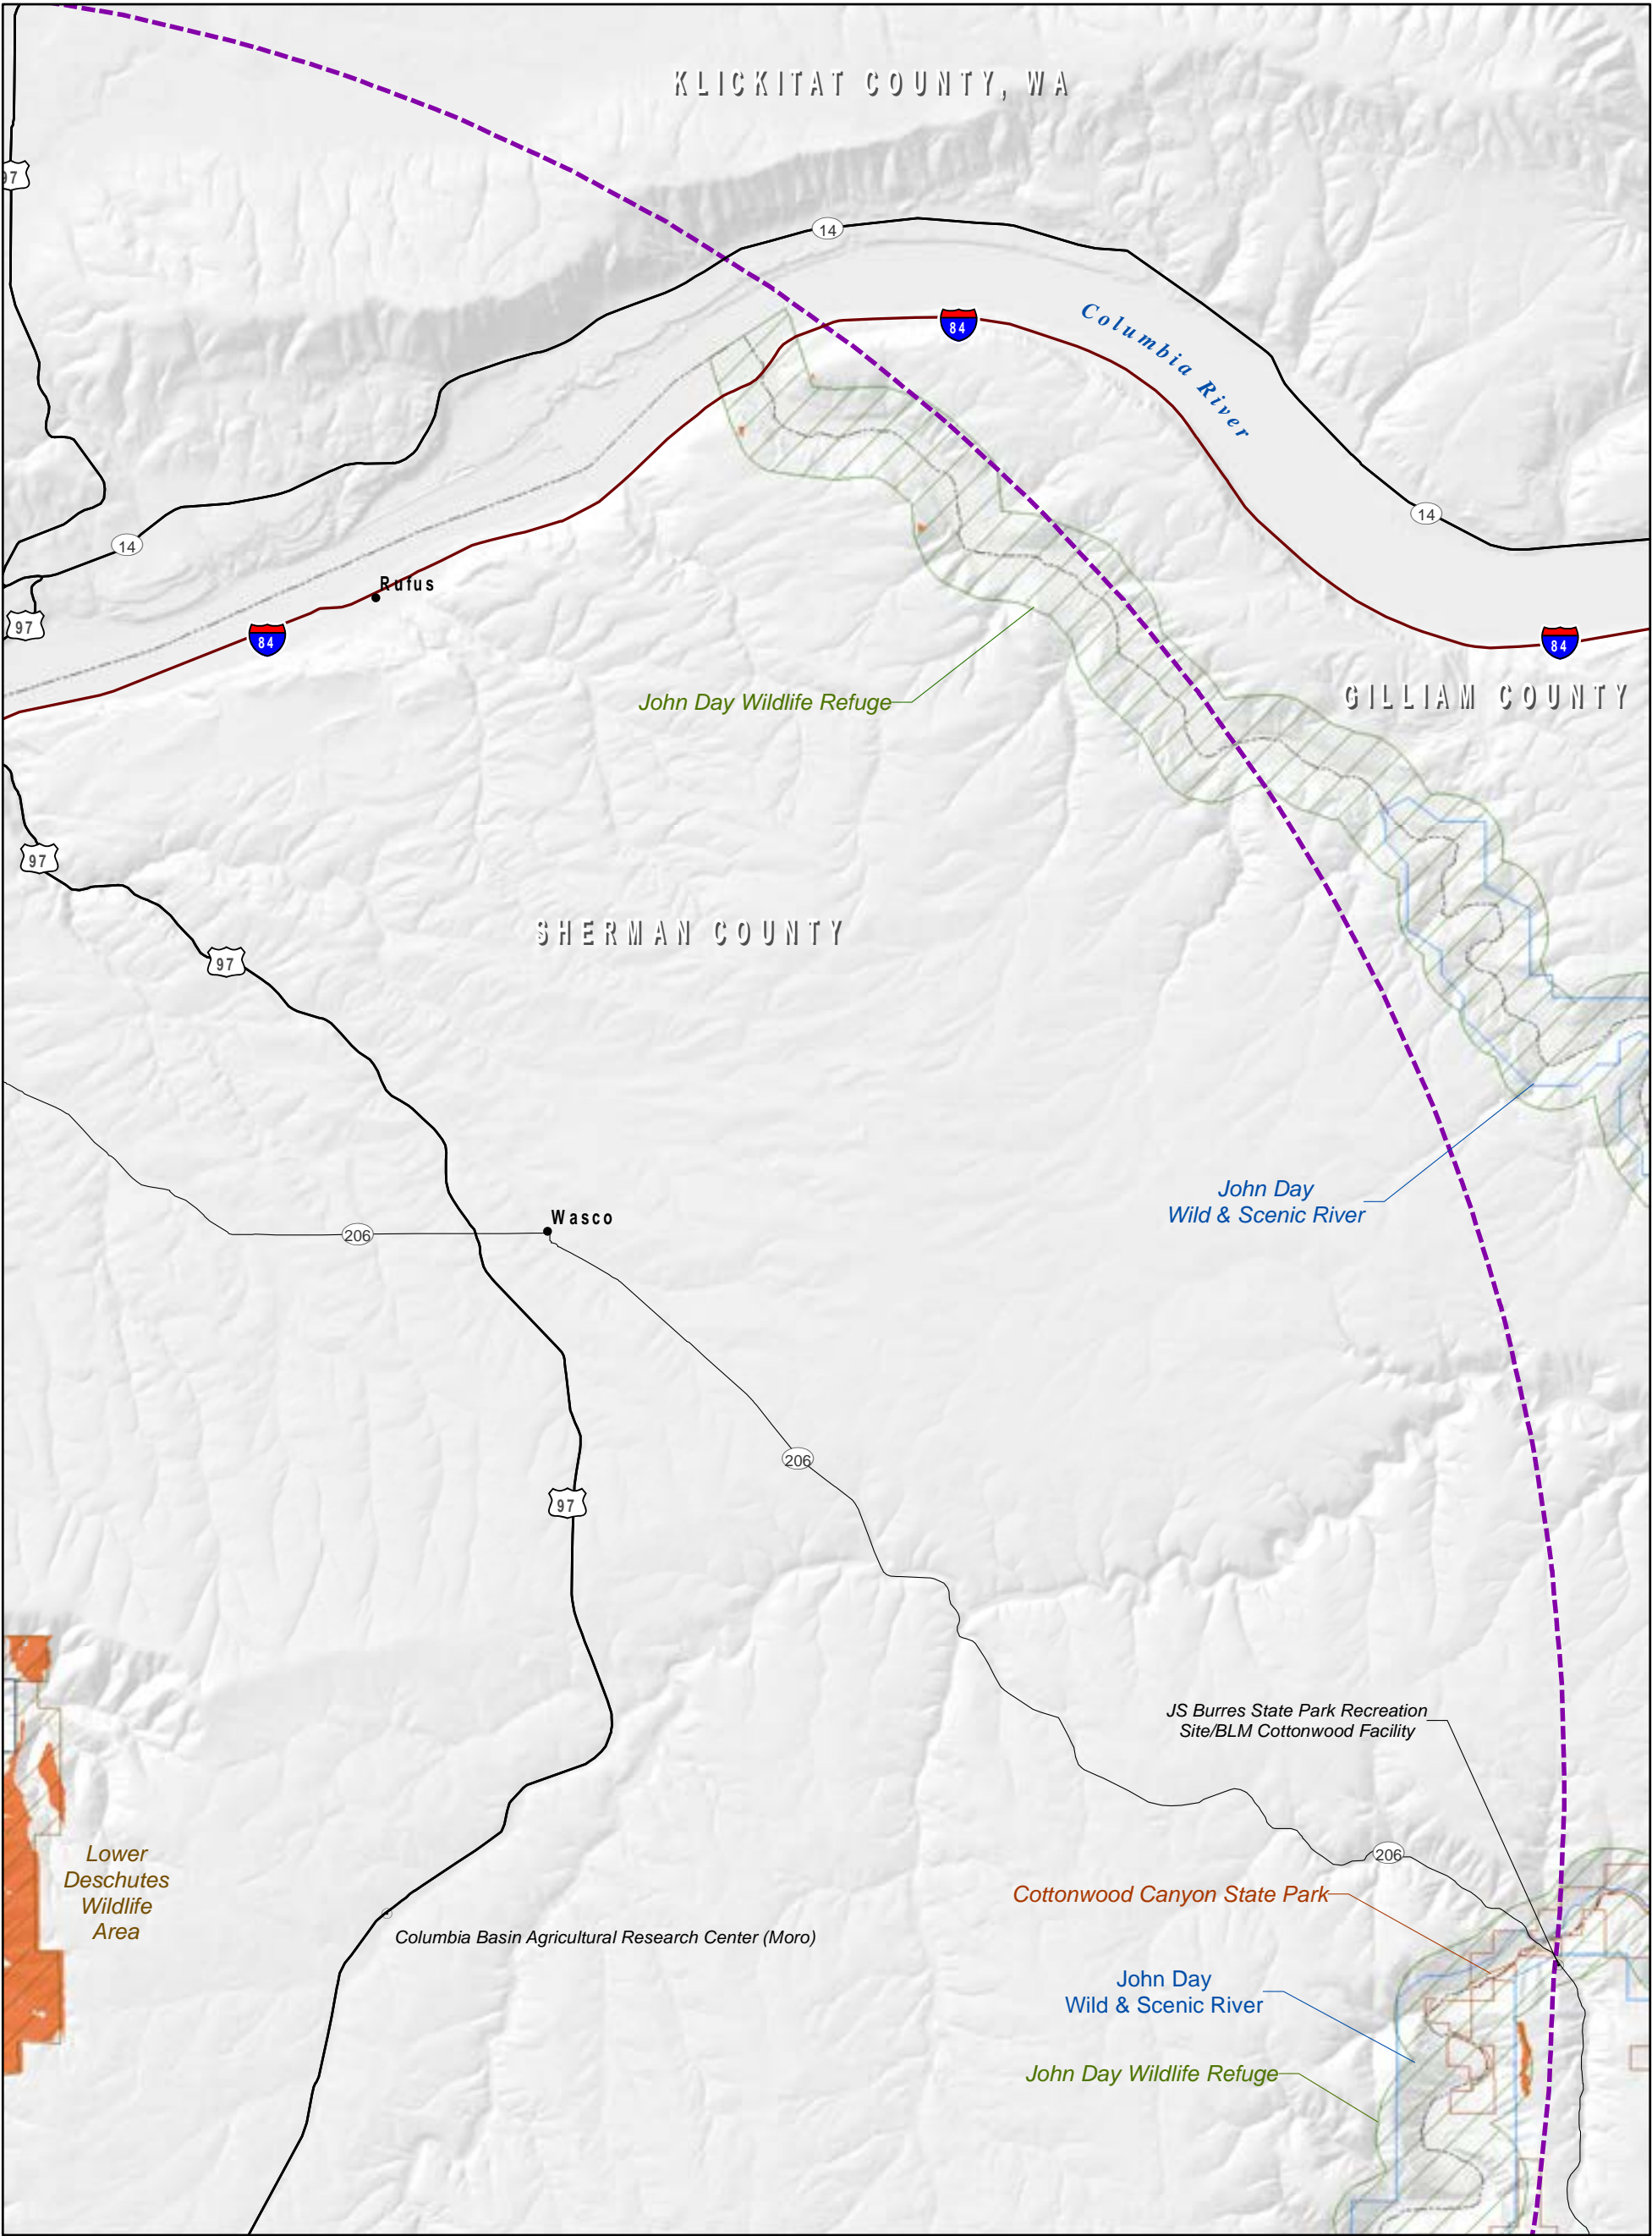 KLICKITAT COUNTY, WA
97
14
84
Columbia River
14
14
Rufus
97
84
84
John Day Wildlife Refuge
GILLIAM COUNTY
97
SHERMAN COUNTY
97
John Day
Wild & Scenic River
Wasco
206
206
97
JS Burres State Park Recreation
Site/BLM Cottonwood Facility
Lower
Deschutes
Wildlife
Area
206
Cottonwood Canyon State Park
Columbia Basin Agricultural Research Center (Moro)
John Day
Wild & Scenic River
John Day Wildlife Refuge